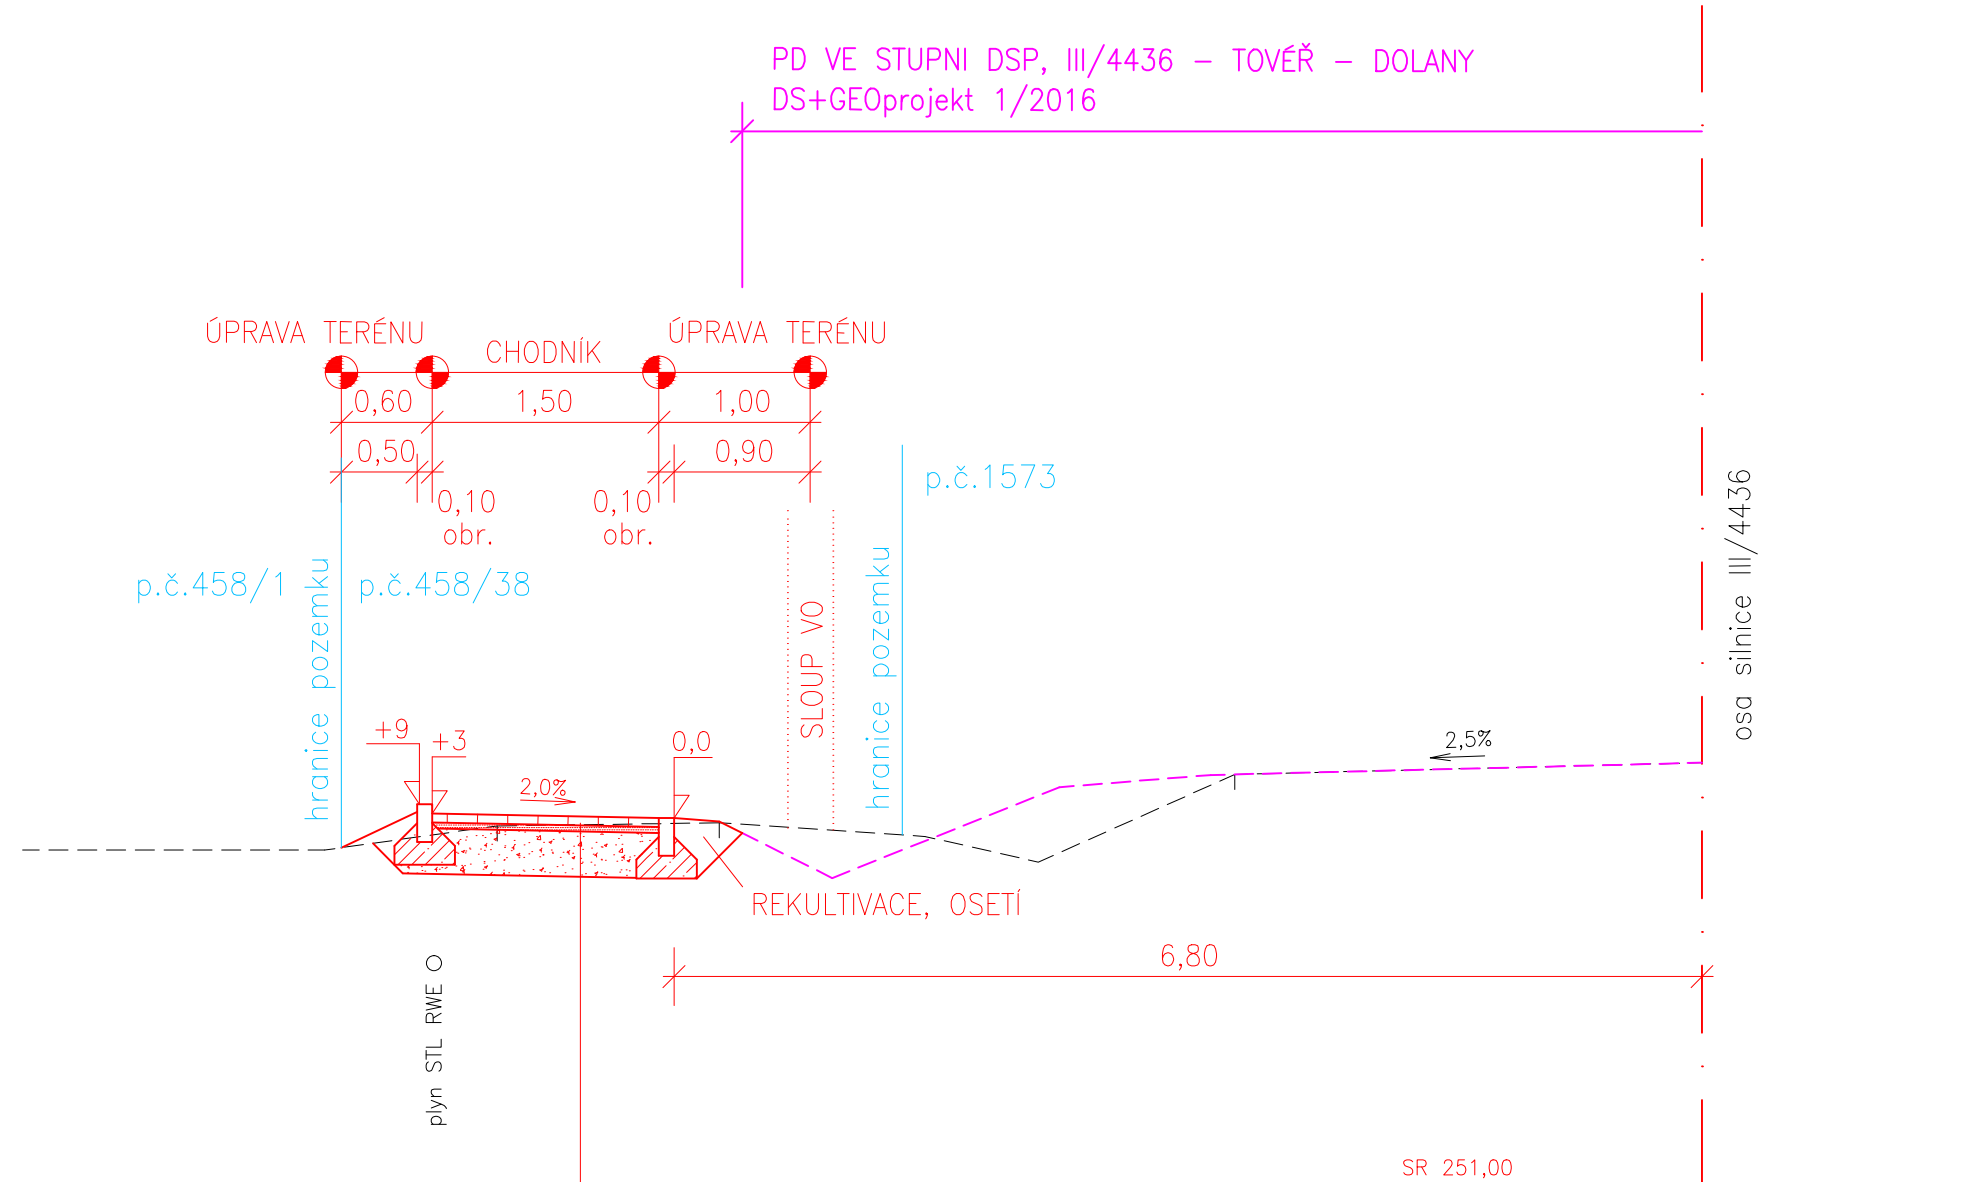 PD VE STUPNI DSP, III/4436 – TOVÉŘ – DOLANY
DS+GEOprojekt 1/2016
ÚPRAVA TERÉNU
CHODNÍK
ÚPRAVA TERÉNU
0,60
1,50
1,00
0,50
0,90
0,10
obr.
0,10
obr.
p.č.1573
p.č.458/1
p.č.458/38
hranice pozemku
SLOUP VO
hranice pozemku
osa silnice III/4436
+9
+3
0,0
2,0%
2,5%
REKULTIVACE, OSETÍ
6,80
plyn STL RWE
SR 251,00